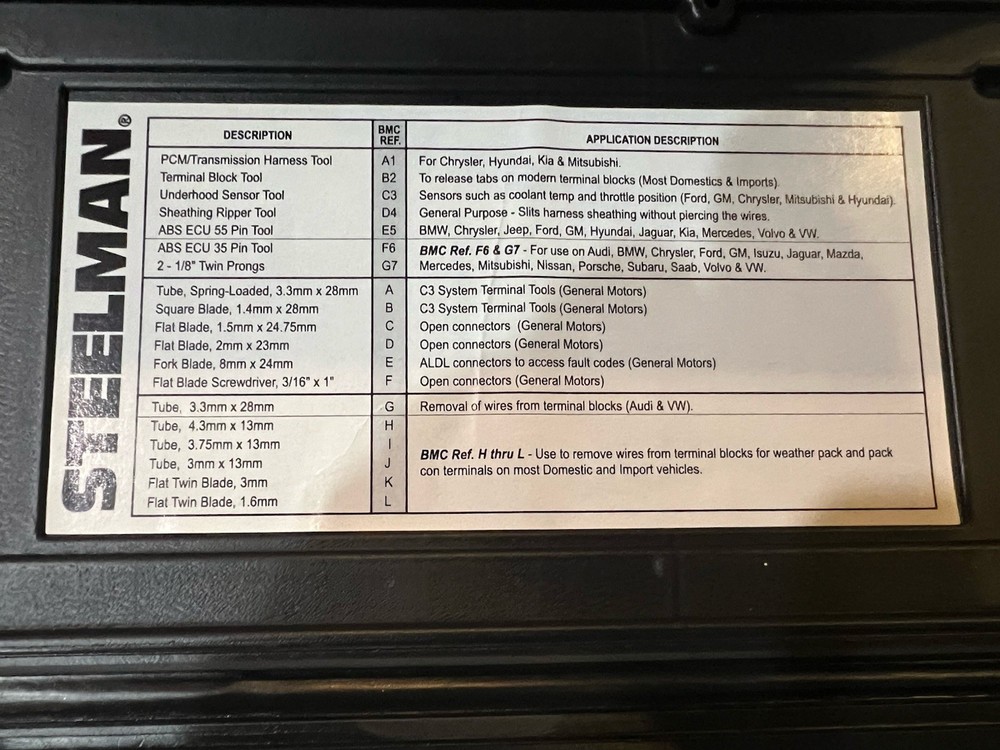 STEELMAN®
DESCRIPTION BMC REF. APPLICATION DESCRIPTION
PCM/Transmission Harness Tool A1 For Chrysler, Hyundai, Kia & Mitsubishi.
Terminal Block Tool B2 To release tabs on modern terminal blocks (Most Domestics & Imports).
Underhood Sensor Tool C3 Sensors such as coolant temp and throttle position (Ford, GM, Chrysler, Mitsubishi & Hyundai).
Sheathing Ripper Tool D4 General Purpose - Slits harness sheathing without piercing the wires.
ABS ECU 55 Pin Tool E5 BMW, Chrysler, Jeep, Ford, GM, Hyundai, Jaguar, Kia, Mercedes, Volvo & VW.
ABS ECU 35 Pin Tool F6 BMC Ref. F6 & G7 - For use on Audi, BMW, Chrysler, Ford, GM, Isuzu, Jaguar, Mazda,
2 - 1/8" Twin Prongs G7 Mercedes, Mitsubishi, Nissan, Porsche, Subaru, Saab, Volvo & VW.
Tube, Spring-Loaded, 3.3mm x 28mm A C3 System Terminal Tools (General Motors)
Square Blade, 1.4mm x 28mm B C3 System Terminal Tools (General Motors)
Flat Blade, 1.5mm x 24.75mm C Open connectors (General Motors)
Flat Blade, 2mm x 23mm D Open connectors (General Motors)
Fork Blade, 8mm x 24mm E ALDL connectors to access fault codes (General Motors)
Flat Blade Screwdriver, 3/16" x 1" F Open connectors (General Motors)
Tube, 3.3mm x 28mm G Removal of wires from terminal blocks (Audi & VW).
Tube, 4.3mm x 13mm H
Tube, 3.75mm x 13mm I
Tube, 3mm x 13mm J
Flat Twin Blade, 3mm K
Flat Twin Blade, 1.6mm L
BMC Ref. H thru L - Use to remove wires from terminal blocks for weather pack and pack
con terminals on most Domestic and Import vehicles.